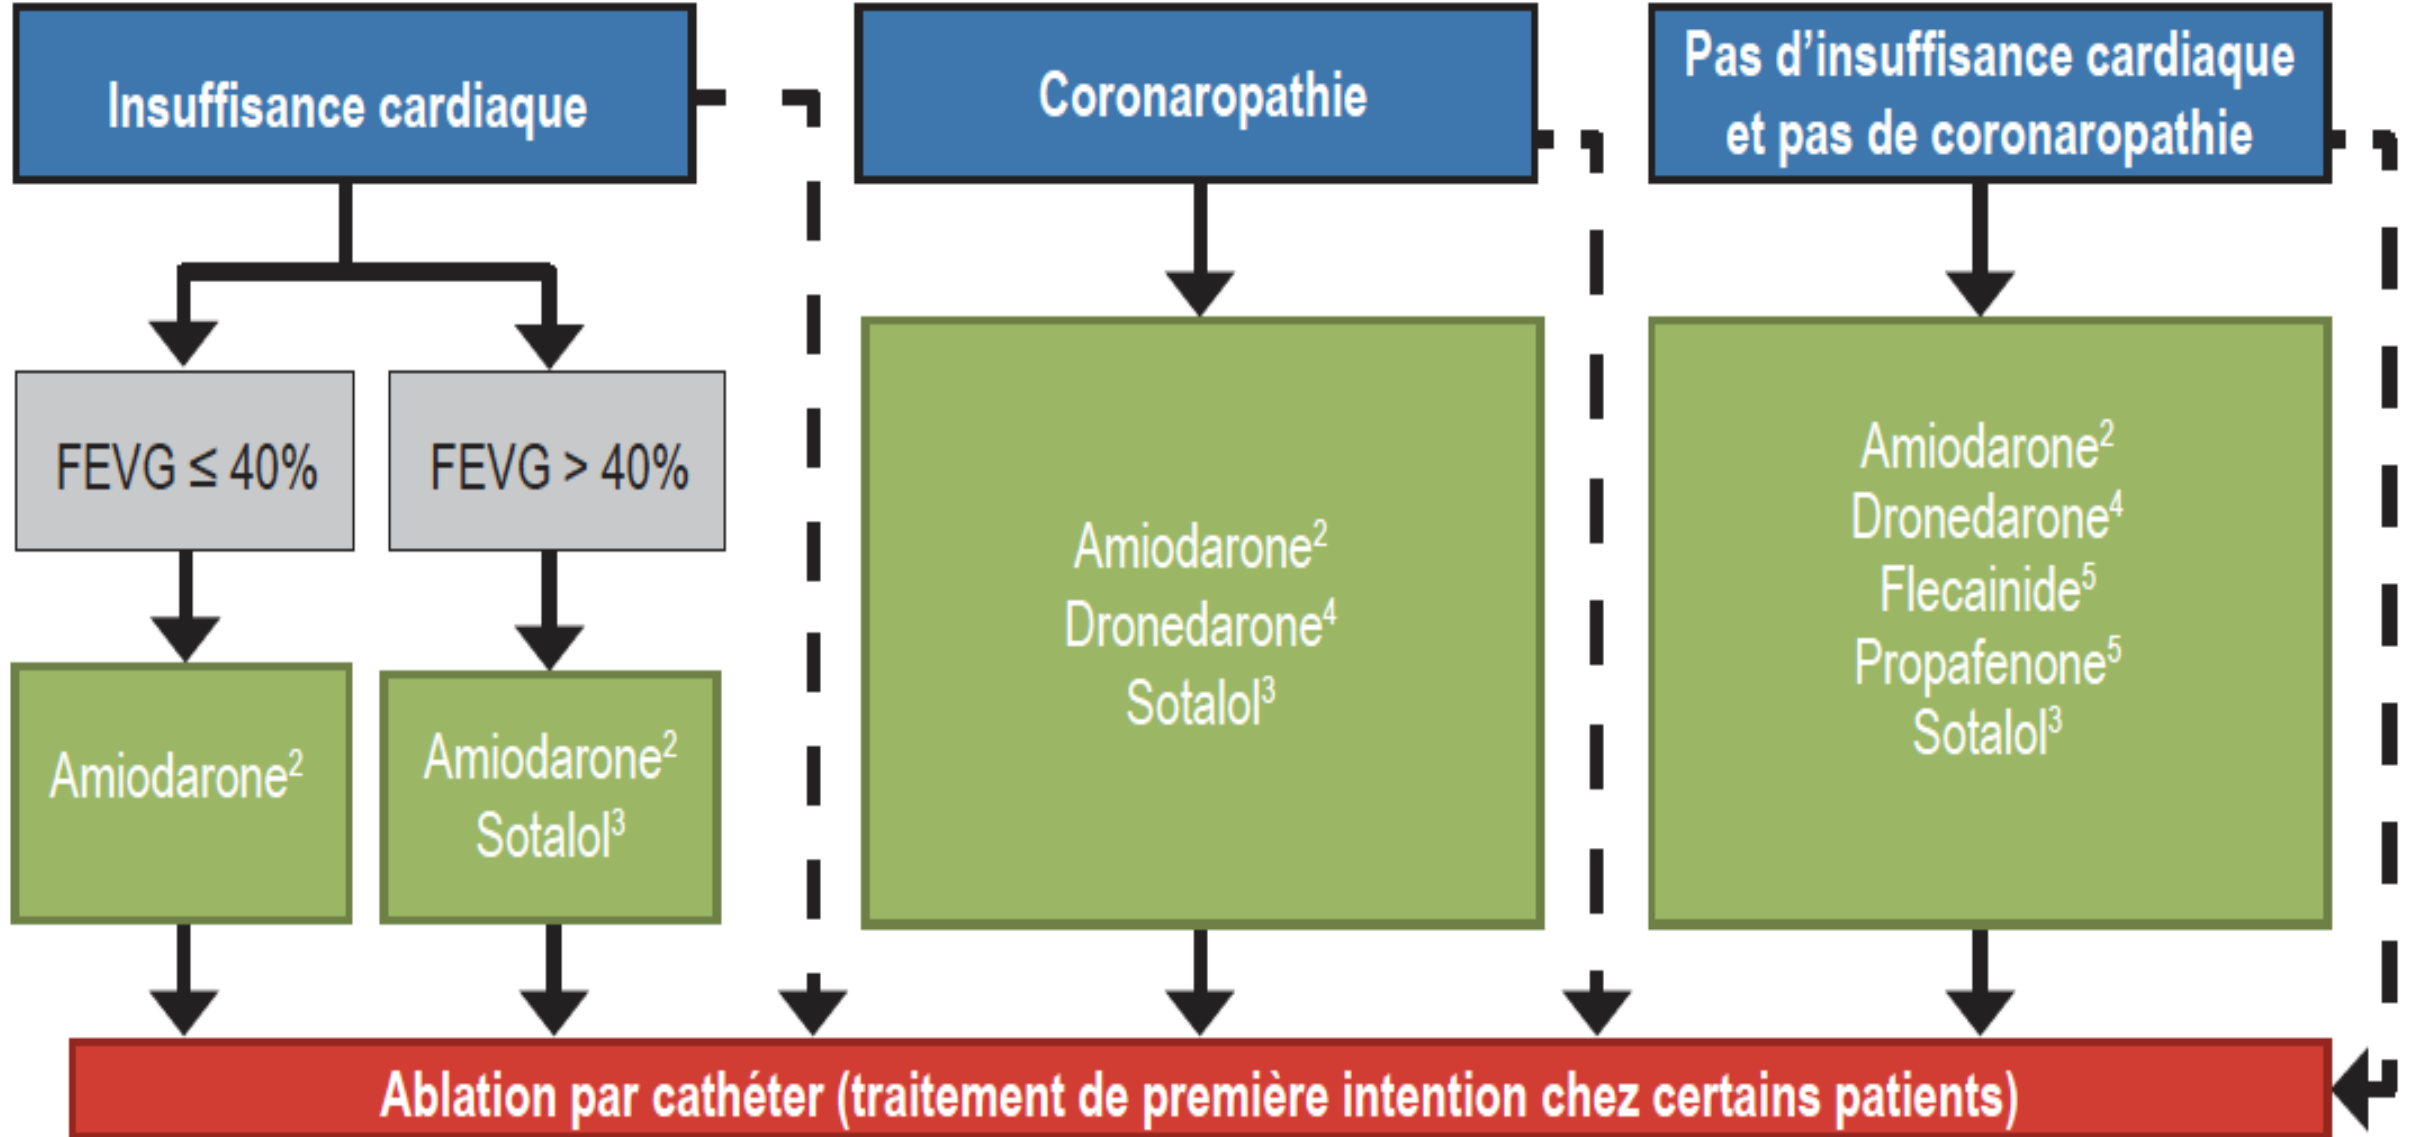 Insuffisance cardiaque
Coronaropathie
Pas d’insuffisance cardiaque
et pas de coronaropathie
FEVG ≤ 40%
FEVG > 40%
Amiodarone²
Amiodarone²
Sotalol³
Amiodarone²
Dronedarone⁴
Sotalol³
Amiodarone²
Dronedarone⁴
Flecainide⁵
Propafenone⁵
Sotalol³
Ablation par cathéter (traitement de première intention chez certains patients)